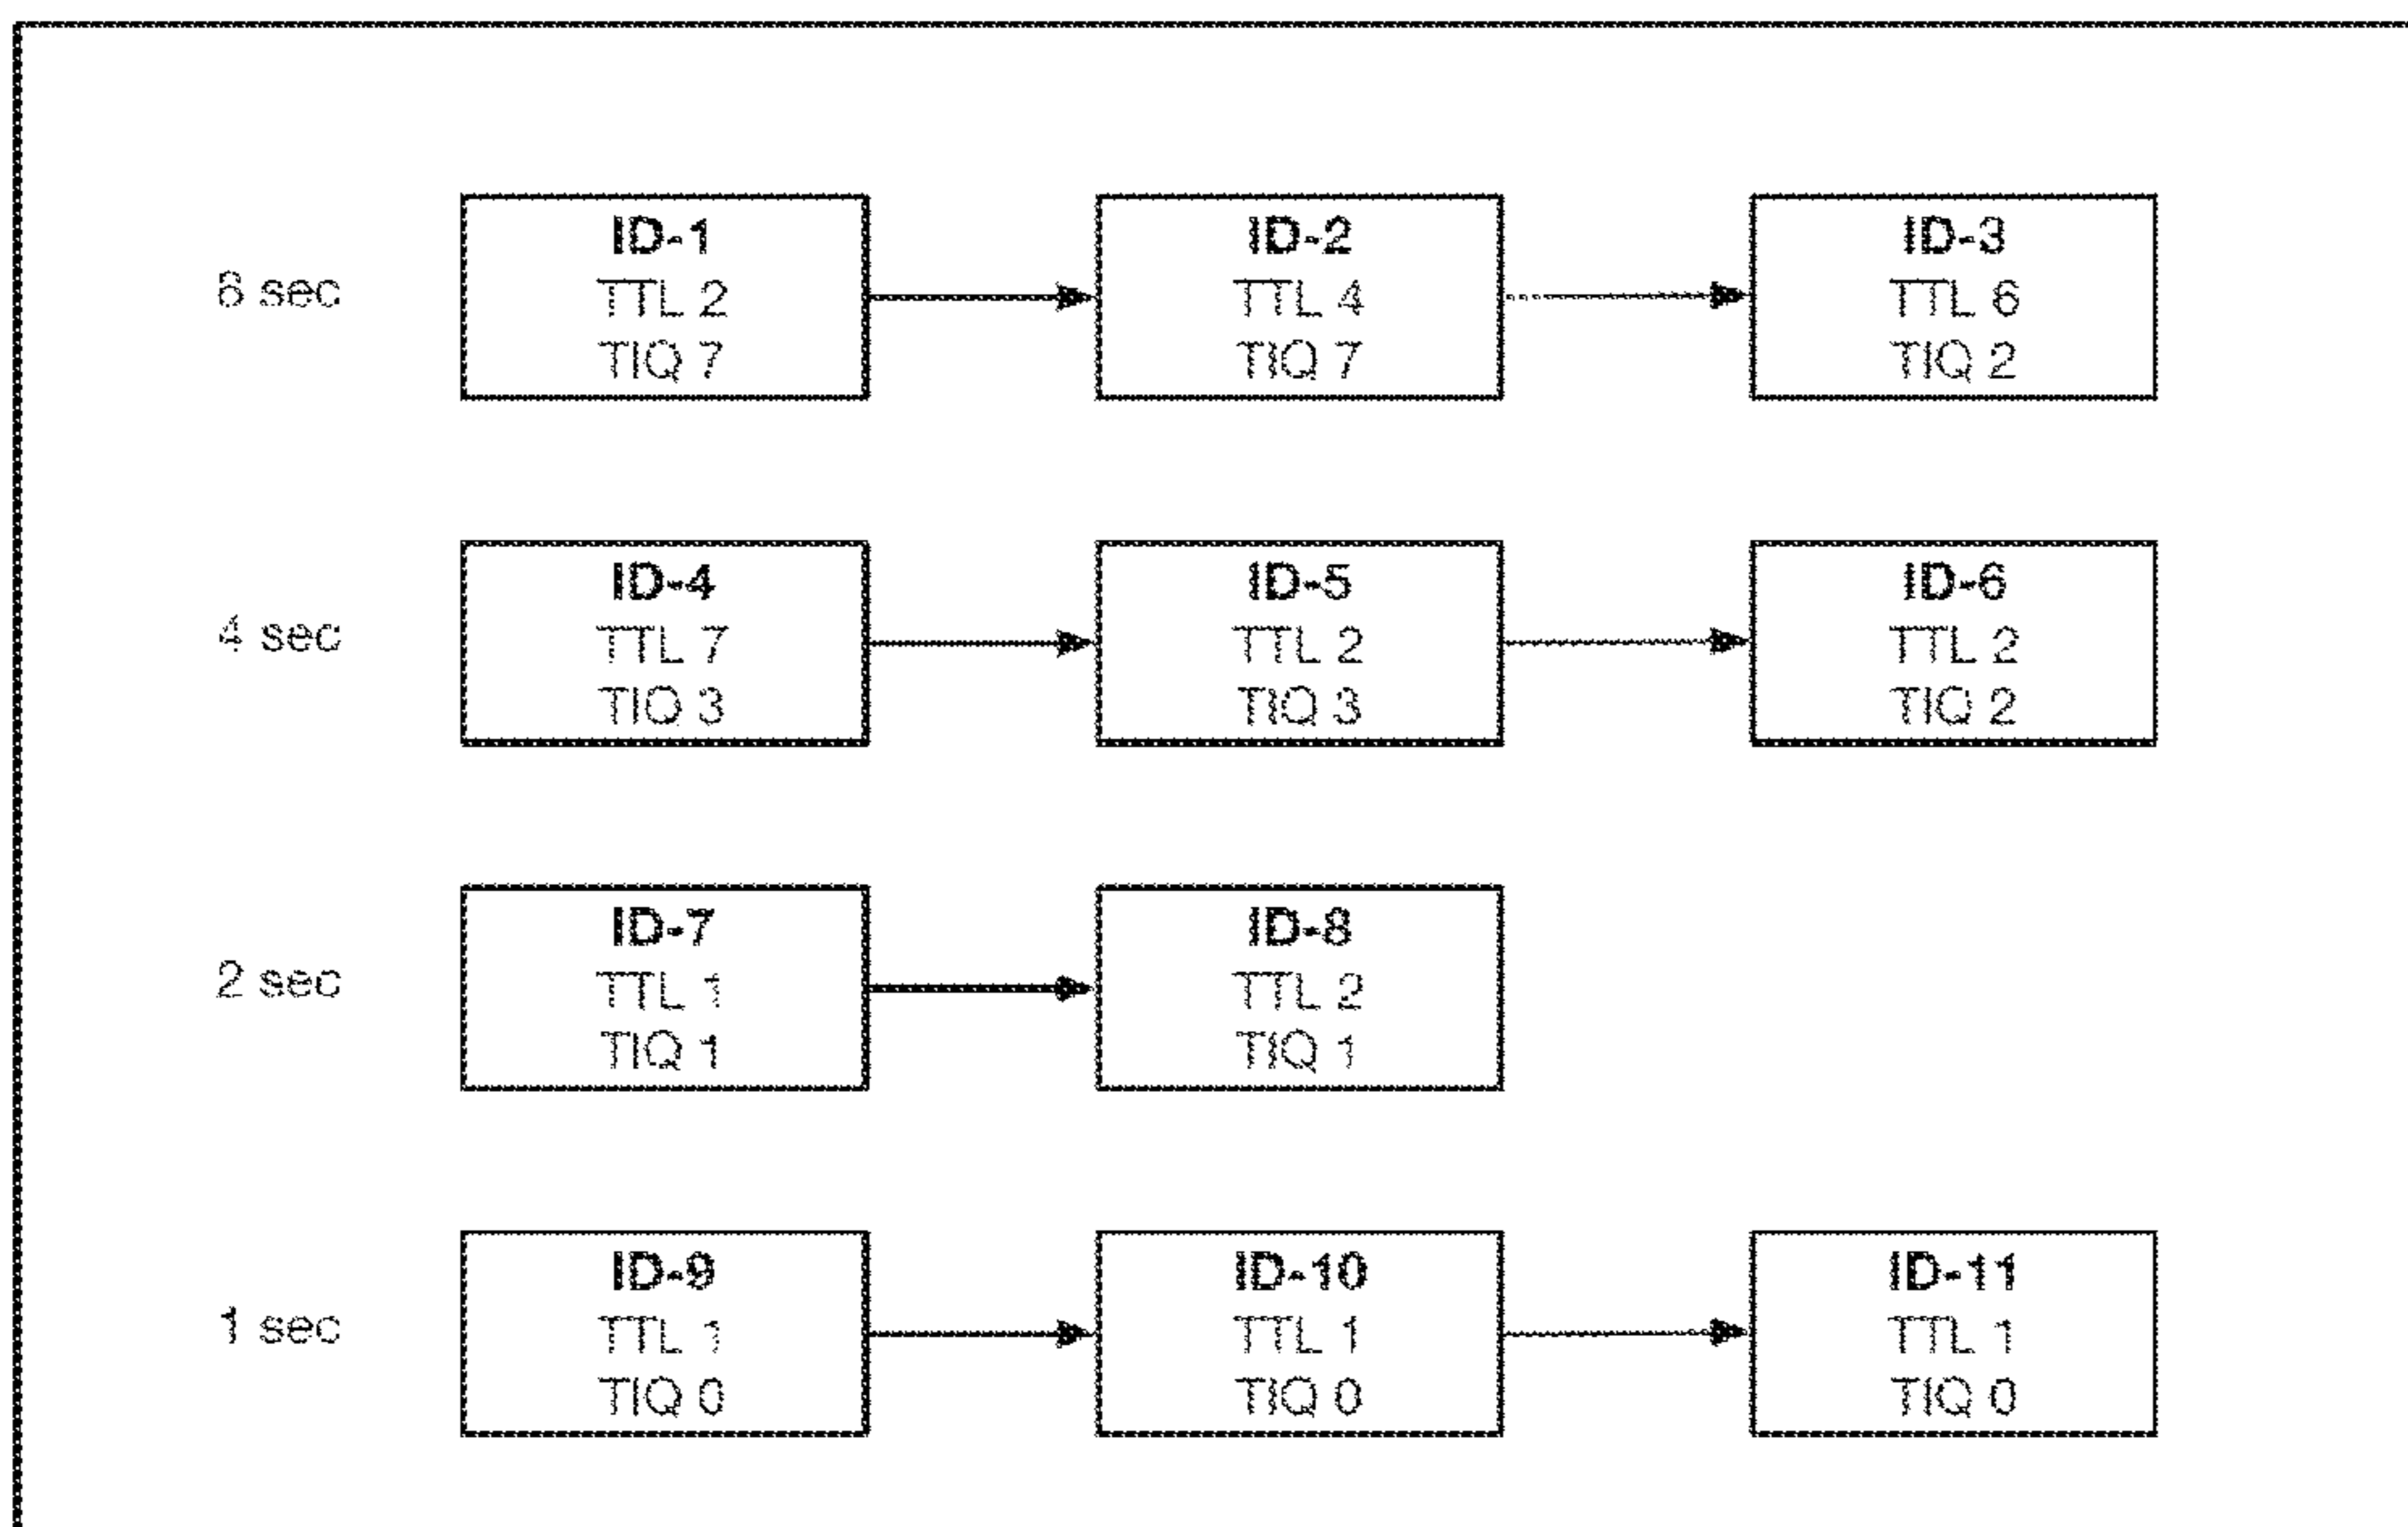 8 sec
ID-1
TTL 2
TIQ 7
ID-2
TTL 4
TIQ 7
ID-3
TTL 6
TIQ 2
4 sec
ID-4
TTL 7
TIQ 3
ID-5
TTL 2
TIQ 3
ID-6
TTL 2
TIQ 2
2 sec
ID-7
TTL 1
TIQ 1
ID-8
TTL 2
TIQ 1
1 sec
ID-9
TTL 1
TIQ 0
ID-10
TTL 1
TIQ 0
ID-11
TTL 1
TIQ 0